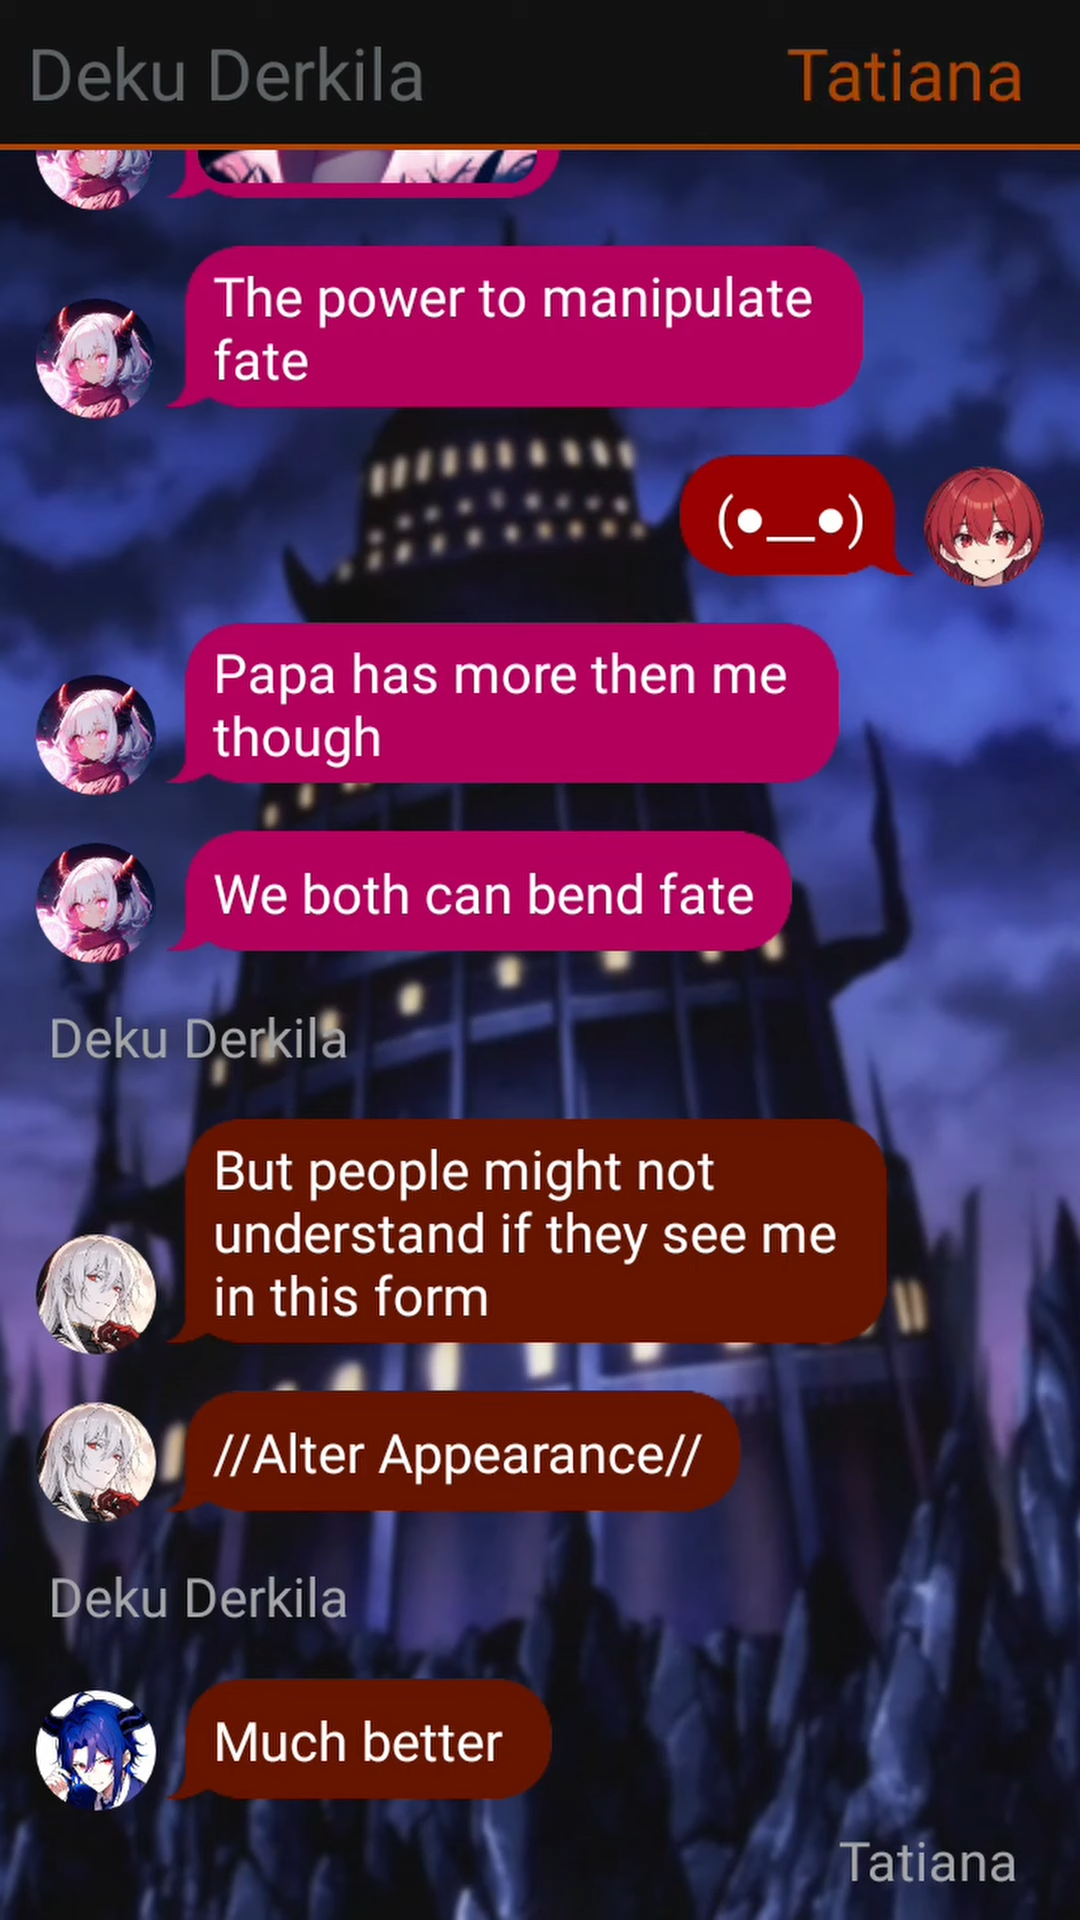 Deku Derkila
Tatiana
The power to manipulate
fate
(●__●)
Papa has more then me
though
We both can bend fate
Deku Derkila
But people might not
understand if they see me
in this form
//Alter Appearance//
Deku Derkila
Much better
Tatiana